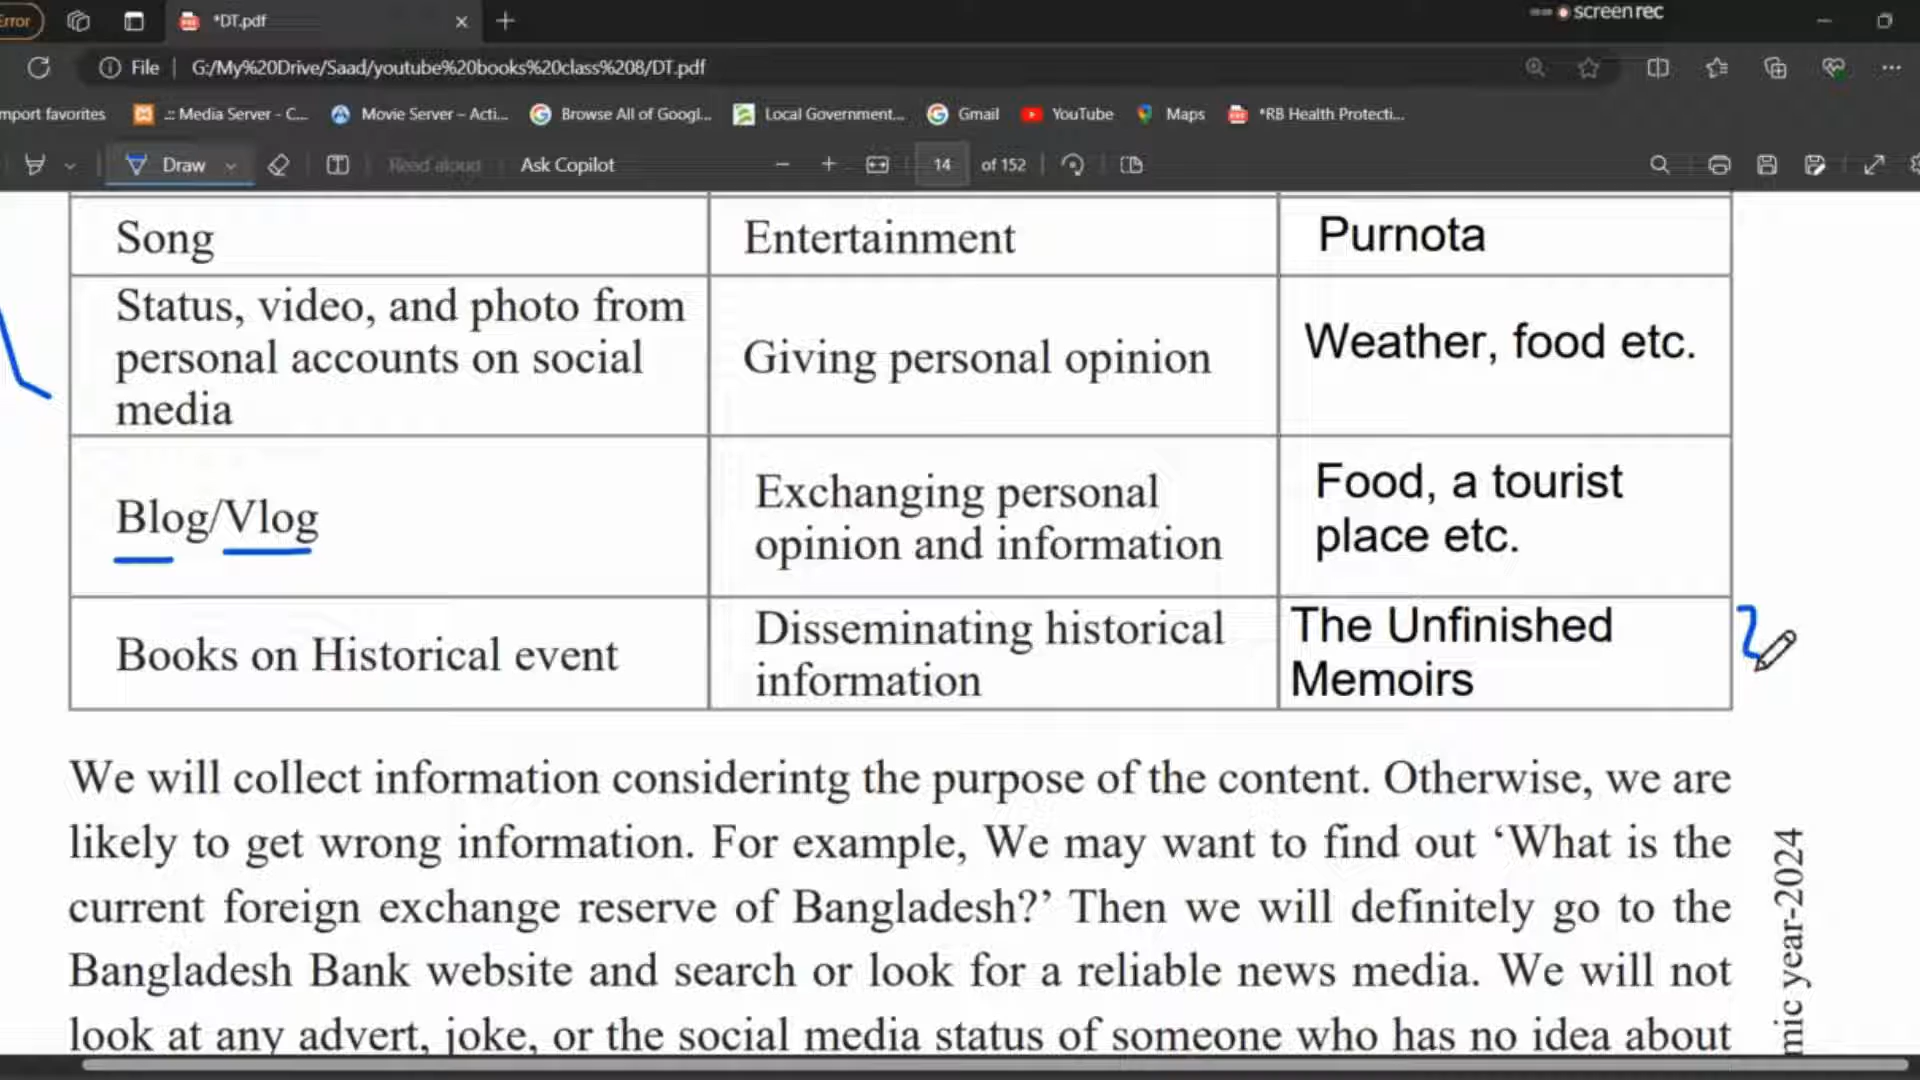 Error
*DT.pdf
screenrec
File
G:/My%20Drive/Saad/youtube%20books%20class%208/DT.pdf
mport favorites
.:: Media Server - C...
Movie Server – Acti...
Browse All of Googl...
Local Government...
Gmail
YouTube
Maps
*RB Health Protecti...
Draw
Read aloud
Ask Copilot
14
of 152
Song
Entertainment
Purnota
Status, video, and photo from
personal accounts on social
media
Giving personal opinion
Weather, food etc.
Blog/Vlog
Exchanging personal
opinion and information
Food, a tourist
place etc.
Books on Historical event
Disseminating historical
information
The Unfinished
Memoirs
We will collect information considerintg the purpose of the content. Otherwise, we are
likely to get wrong information. For example, We may want to find out ‘What is the
current foreign exchange reserve of Bangladesh?’ Then we will definitely go to the
Bangladesh Bank website and search or look for a reliable news media. We will not
look at any advert, joke, or the social media status of someone who has no idea about
mic year-2024